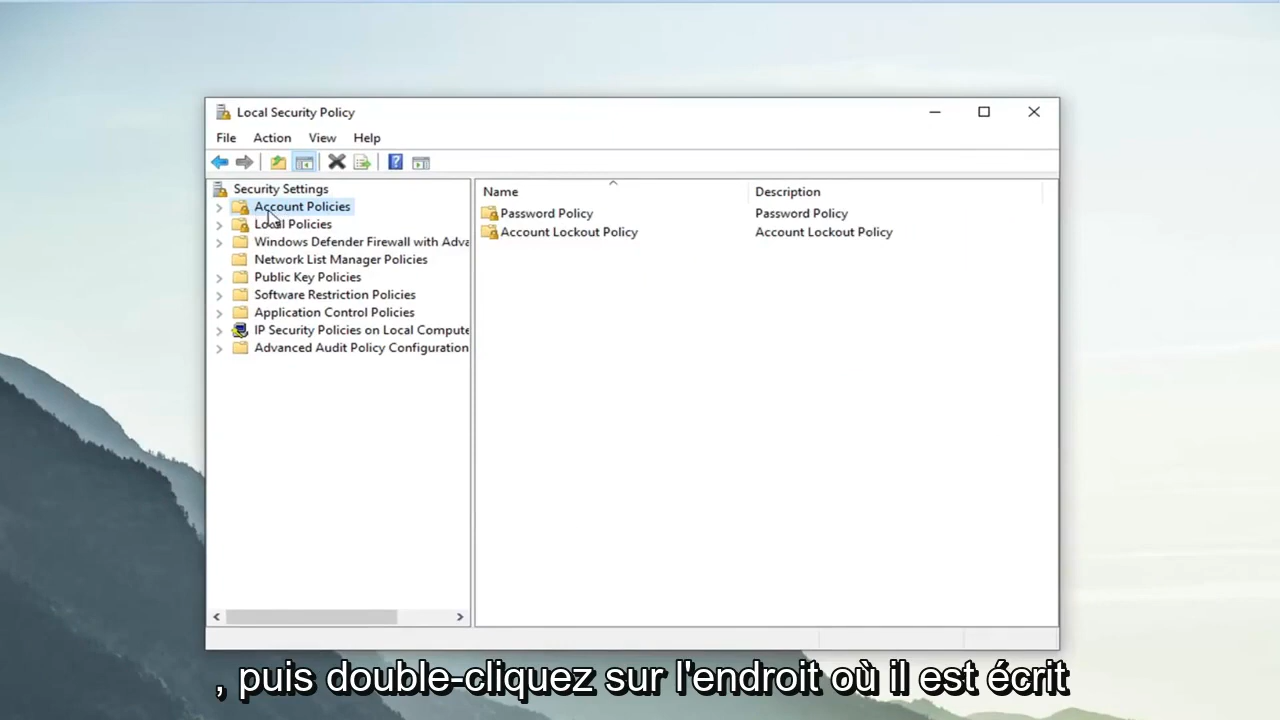 Local Security Policy
File Action View Help
Security Settings
Account Policies
Local Policies
Windows Defender Firewall with Adva
Network List Manager Policies
Public Key Policies
Software Restriction Policies
Application Control Policies
IP Security Policies on Local Compute
Advanced Audit Policy Configuration
Name Description
Password Policy Password Policy
Account Lockout Policy Account Lockout Policy
, puis double-cliquez sur l'endroit où il est écrit